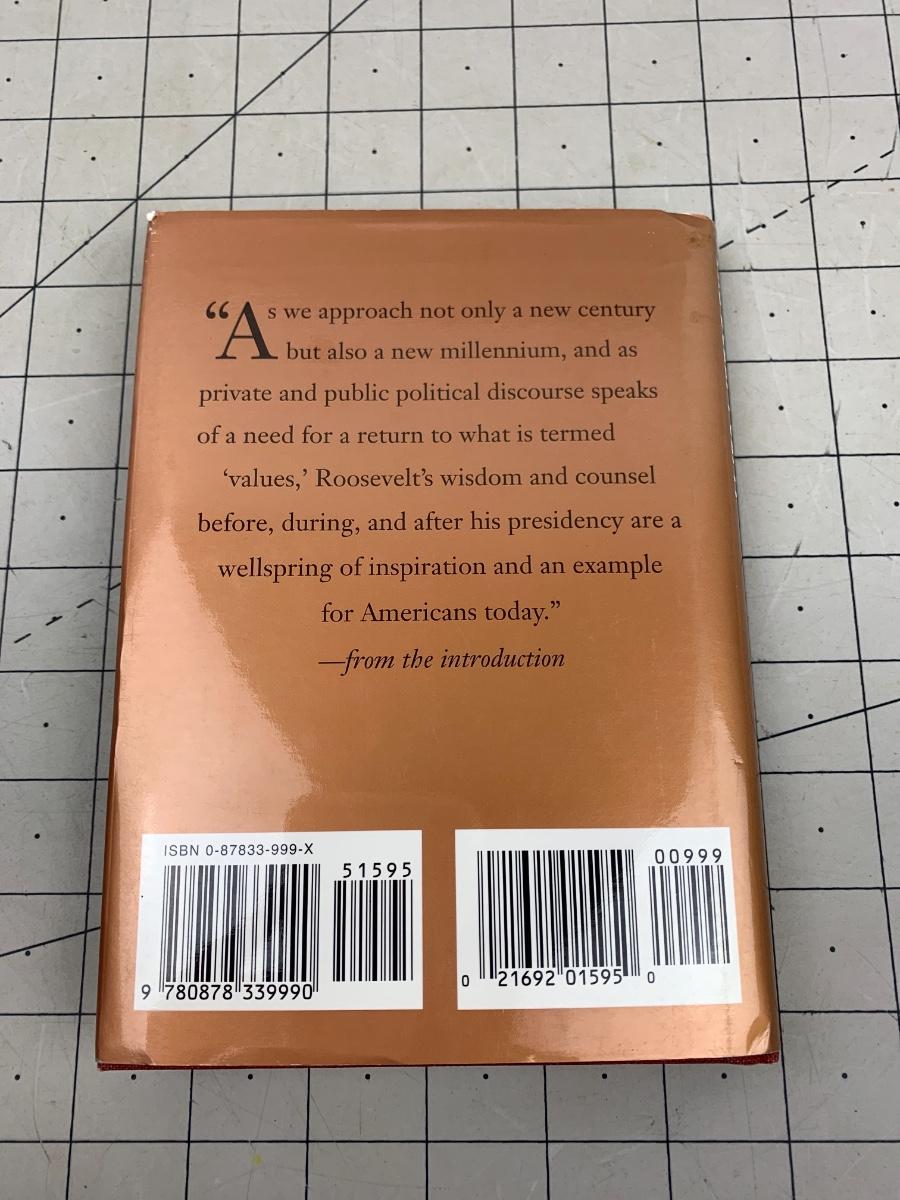 “As we approach not only a new century
but also a new millennium, and as
private and public political discourse speaks
of a need for a return to what is termed
‘values,’ Roosevelt’s wisdom and counsel
before, during, and after his presidency are a
wellspring of inspiration and an example
for Americans today.”
—from the introduction
ISBN 0-87833-999-X
51595
9 780878 339990
00999
0 21692 01595 0